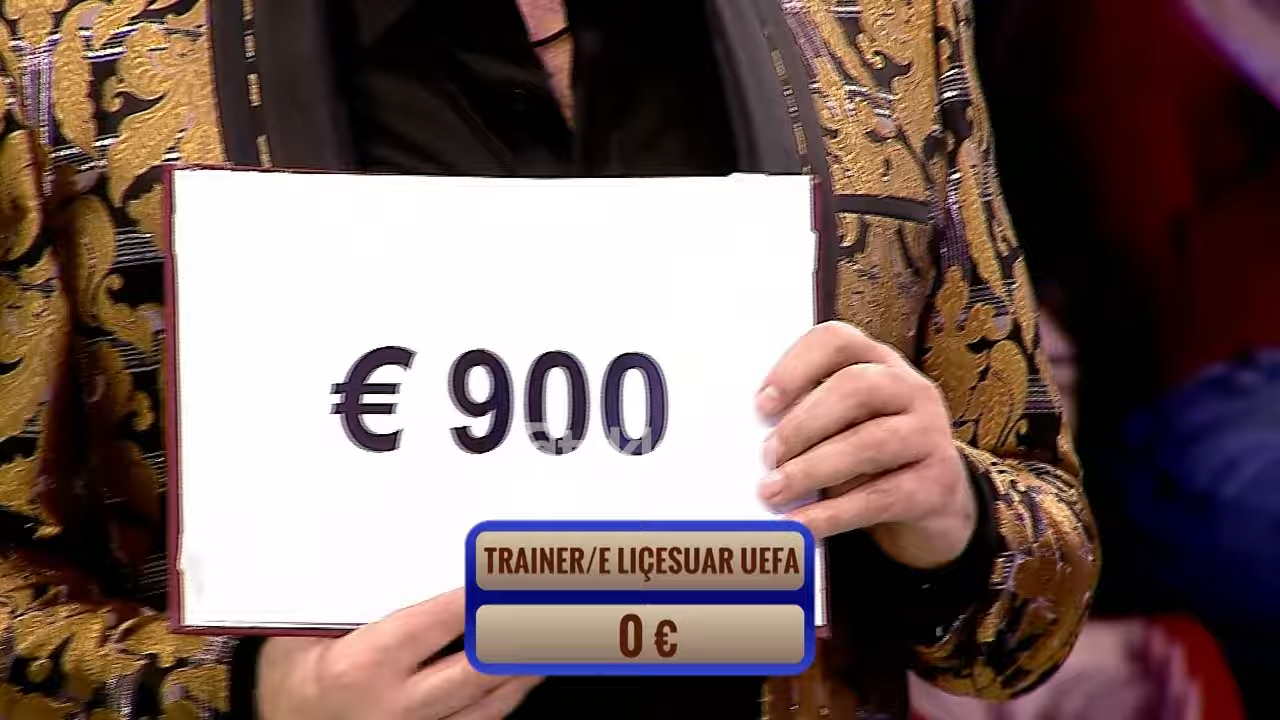 € 900
TRAINER/E LIÇESUAR UEFA
0 €